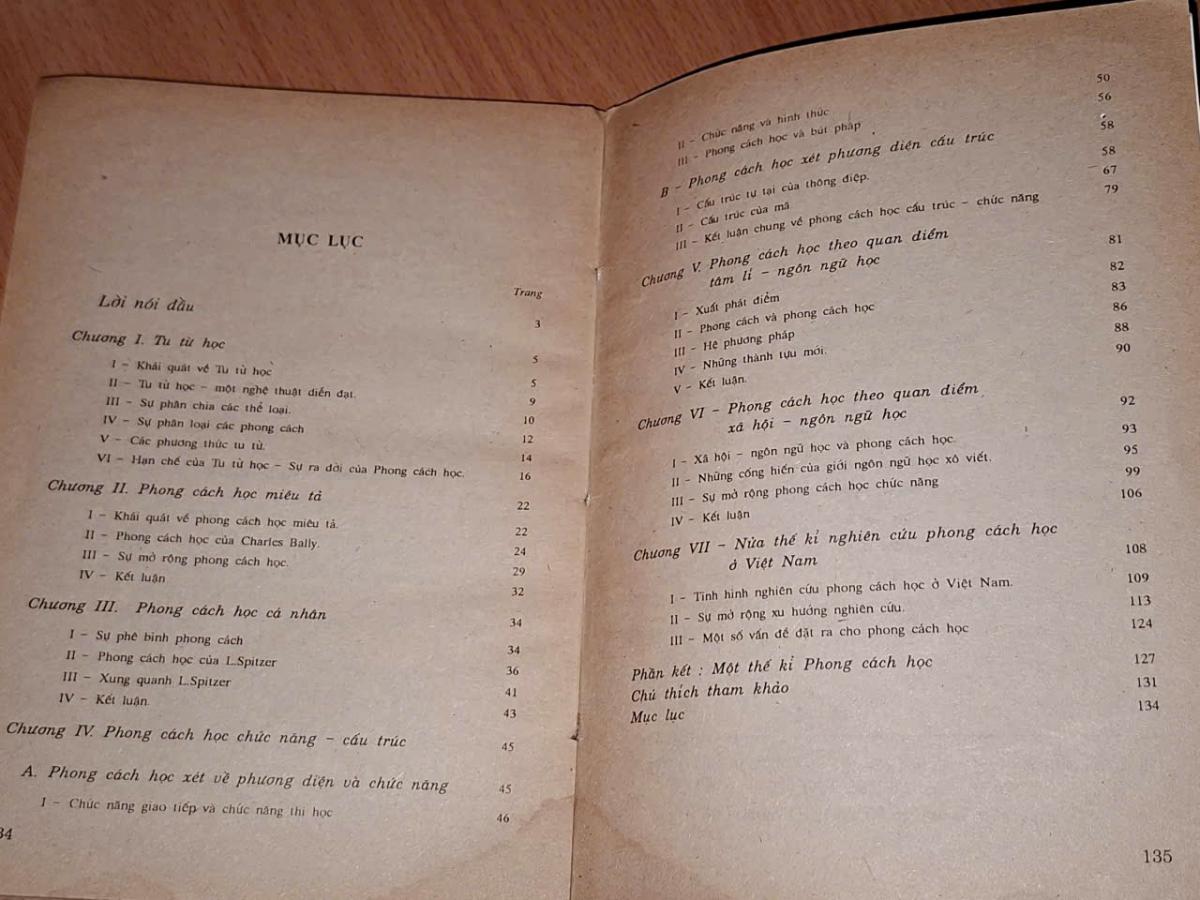 MỤC LỤC
Trang
Lời nói đầu 3
Chương I. Tu từ học 5
I - Khái quát về Tu từ học 5
II - Tu từ học - một nghệ thuật diễn đạt. 9
III - Sự phân chia các thể loại. 10
IV - Sự phân loại các phong cách 12
V - Các phương thức tu từ. 14
VI - Hạn chế của Tu từ học - Sự ra đời của Phong cách học. 16
Chương II. Phong cách học miêu tả 22
I - Khái quát về phong cách học miêu tả. 22
II - Phong cách học của Charles Bally. 24
III - Sự mở rộng phong cách học. 29
IV - Kết luận 32
Chương III. Phong cách học cá nhân 34
I - Sự phê bình phong cách 34
II - Phong cách học của L.Spitzer 36
III - Xung quanh L.Spitzer 41
IV - Kết luận. 43
Chương IV. Phong cách học chức năng - cấu trúc 45
A. Phong cách học xét về phương diện và chức năng 45
I - Chức năng giao tiếp và chức năng thi học 46
34
II - Chức năng và hình thức 50
III - Phong cách học và bút pháp 56
B - Phong cách học xét phương diện cấu trúc 58
I - Cấu trúc tự tại của thông điệp. 58
II - Cấu trúc của mã 67
III - Kết luận chung về phong cách học cấu trúc - chức năng 79
Chương V. Phong cách học theo quan điểm
tâm lí - ngôn ngữ học 81
I - Xuất phát điểm 82
II - Phong cách và phong cách học 83
III - Hệ phương pháp 86
IV - Những thành tựu mới. 88
V - Kết luận. 90
Chương VI - Phong cách học theo quan điểm
xã hội - ngôn ngữ học 92
I - Xã hội - ngôn ngữ học và phong cách học. 93
II - Những cống hiến của giới ngôn ngữ học xô viết. 95
III - Sự mở rộng phong cách học chức năng 99
IV - Kết luận 106
Chương VII - Nửa thế kỉ nghiên cứu phong cách học
ở Việt Nam 108
I - Tình hình nghiên cứu phong cách học ở Việt Nam. 109
II - Sự mở rộng xu hướng nghiên cứu. 113
III - Một số vấn đề đặt ra cho phong cách học 124
Phần kết : Một thế kỉ Phong cách học 127
Chú thích tham khảo 131
Mục lục 134
135